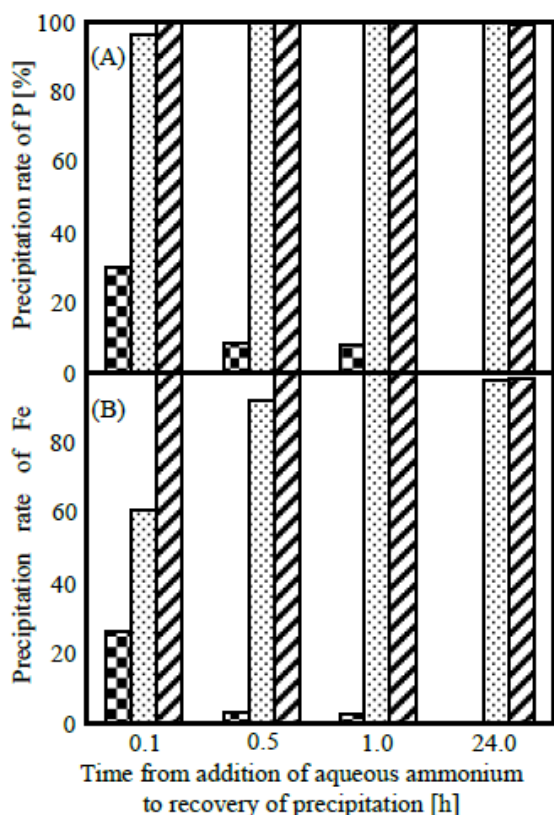 100
(A)
80
60
40
20
0
Precipitation rate of P [%]
(B)
80
60
40
20
0
Precipitation rate of Fe
0.1 0.5 1.0 24.0
Time from addition of aqueous ammonium
to recovery of precipitation [h]